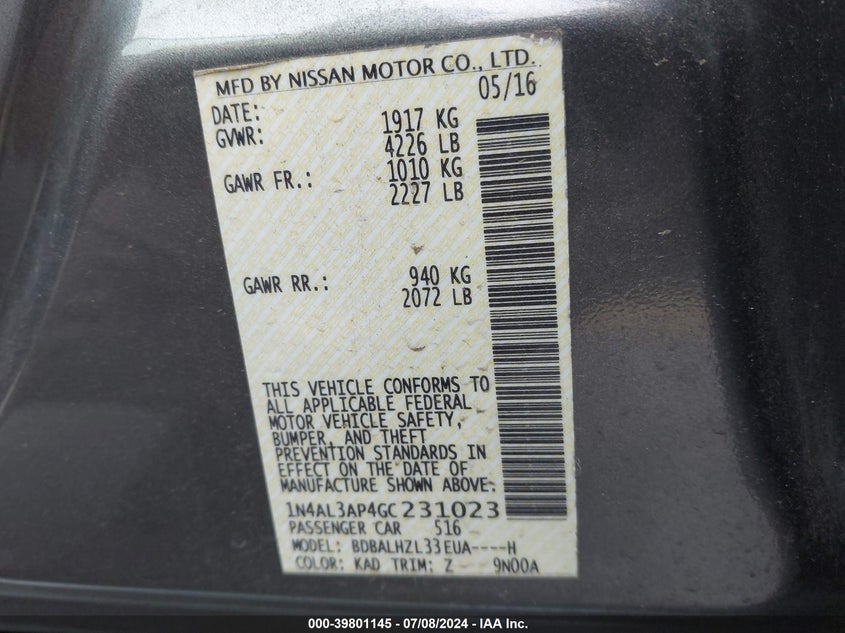 MFD BY NISSAN MOTOR CO., LTD.
DATE: 05/16
GVWR: 1917 KG
4226 LB
GAWR FR.: 1010 KG
2227 LB
GAWR RR.: 940 KG
2072 LB
THIS VEHICLE CONFORMS TO
ALL APPLICABLE FEDERAL
MOTOR VEHICLE SAFETY,
BUMPER, AND THEFT
PREVENTION STANDARDS IN
EFFECT ON THE DATE OF
MANUFACTURE SHOWN ABOVE:
1N4AL3AP4GC231023
PASSENGER CAR 516
MODEL: BDBALHZL33EUA----H
COLOR: KAD TRIM: Z 9N00A
000-39801145 - 07/08/2024 - IAA Inc.